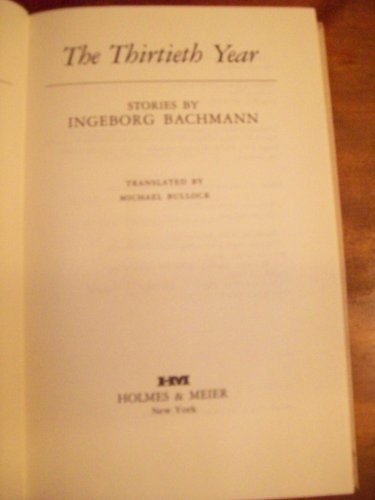 The Thirtieth Year
STORIES BY
INGEBORG BACHMANN
TRANSLATED BY
MICHAEL BULLOCK
HM
HOLMES & MEIER
New York